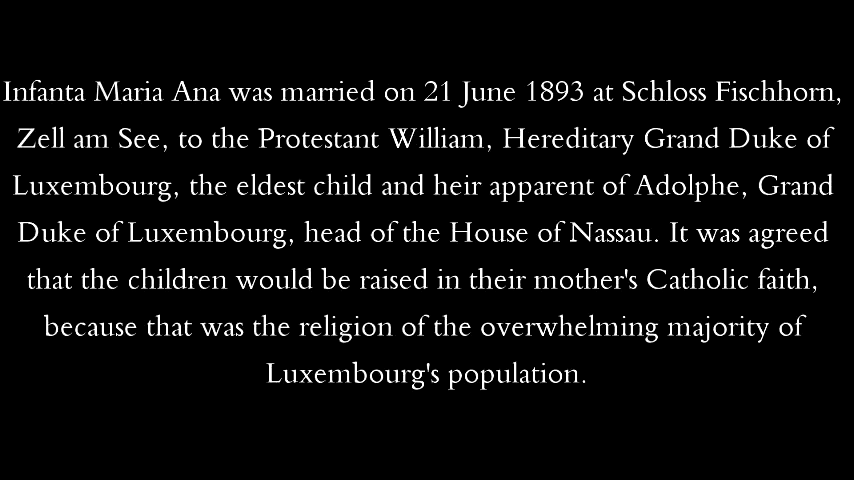 Infanta Maria Ana was married on 21 June 1893 at Schloss Fischhorn,
Zell am See, to the Protestant William, Hereditary Grand Duke of
Luxembourg, the eldest child and heir apparent of Adolphe, Grand
Duke of Luxembourg, head of the House of Nassau. It was agreed
that the children would be raised in their mother's Catholic faith,
because that was the religion of the overwhelming majority of
Luxembourg's population.